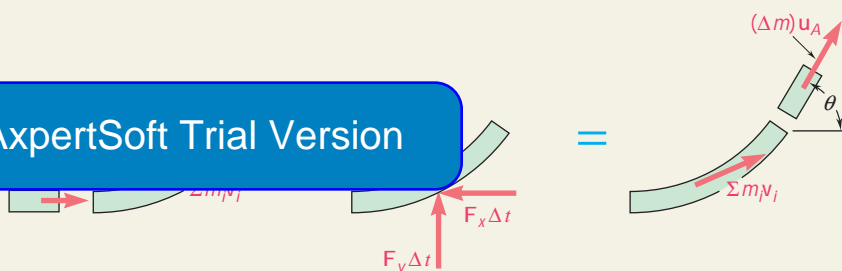 (Δm)u_A
θ
AxpertSoft Trial Version
=
Σm_iv_i
Σm_iv_i
F_xΔt
F_yΔt